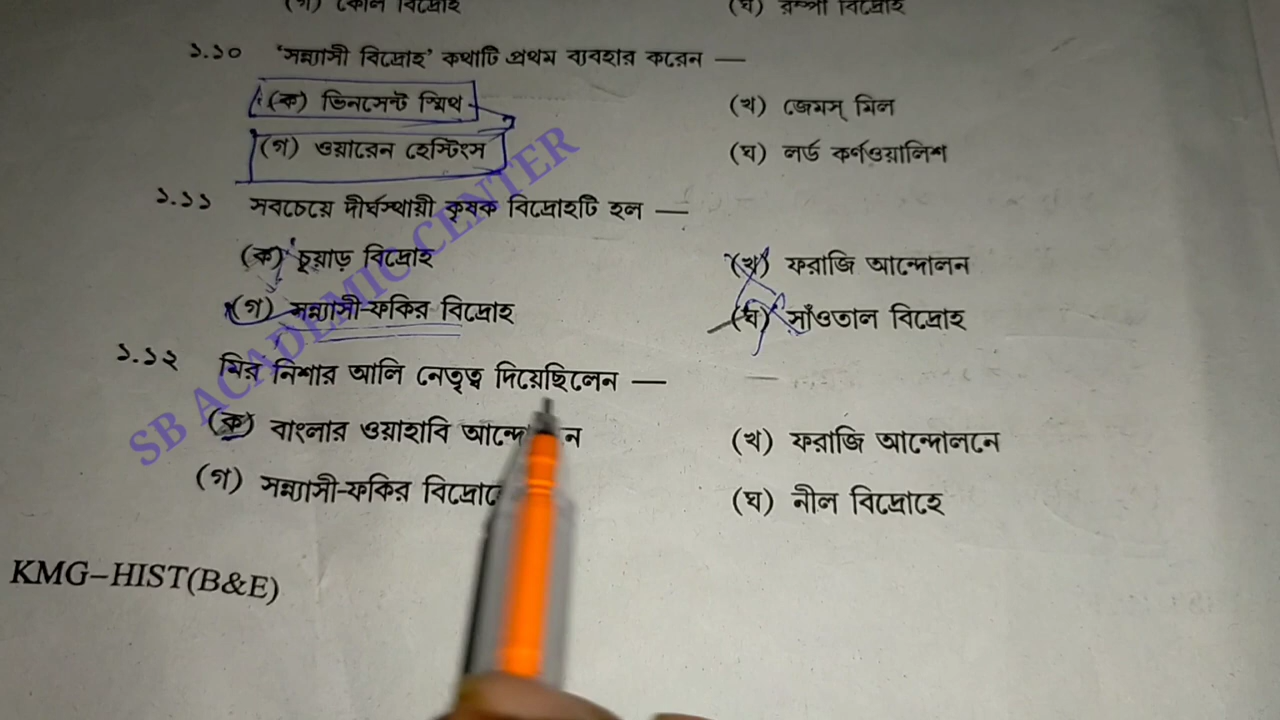 (গ) কোল বিদ্রোহ (ঘ) রম্পা বিদ্রোহ
১.১০ 'সন্ন্যাসী বিদ্রোহ' কথাটি প্রথম ব্যবহার করেন —
(ক) ভিনসেন্ট স্মিথ (খ) জেমস্ মিল
(গ) ওয়ারেন হেস্টিংস (ঘ) লর্ড কর্ণওয়ালিশ
১.১১ সবচেয়ে দীর্ঘস্থায়ী কৃষক বিদ্রোহটি হল —
(ক) চুয়াড় বিদ্রোহ (খ) ফরাজি আন্দোলন
(গ) সন্ন্যাসী-ফকির বিদ্রোহ (ঘ) সাঁওতাল বিদ্রোহ
১.১২ মির নিশার আলি নেতৃত্ব দিয়েছিলেন —
(ক) বাংলার ওয়াহাবি (খ) ফরাজি আন্দোলনে
(গ) সন্ন্যাসী-ফকির (ঘ) নীল বিদ্রোহে
KMG–HIST(B&E)
SB ACADEMIC CENTER